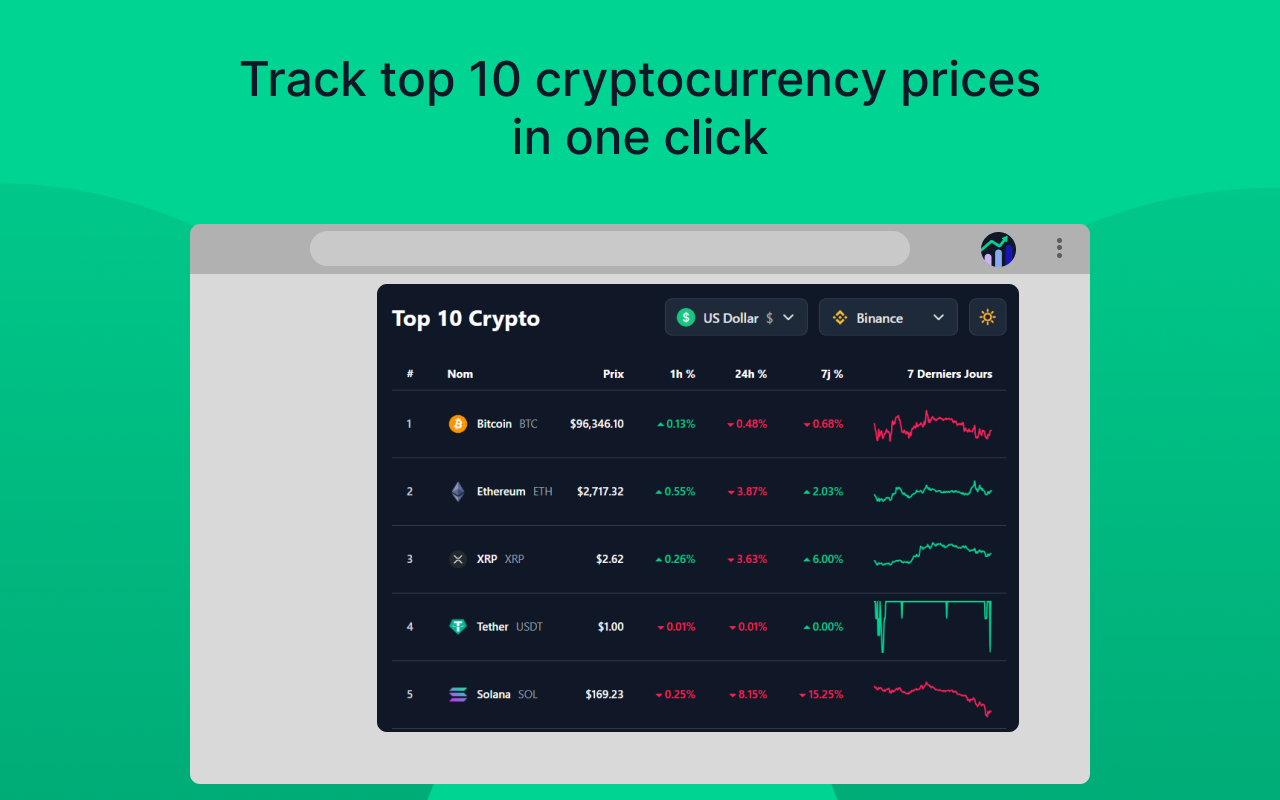 Track top 10 cryptocurrency prices
in one click
Top 10 Crypto
$ US Dollar $
Binance
# Nom Prix 1h % 24h % 7j % 7 Derniers Jours
1 Bitcoin BTC $96,346.10 0.13% 0.48% 0.68%
2 Ethereum ETH $2,717.32 0.55% 3.87% 2.03%
3 XRP XRP $2.62 0.26% 3.63% 6.00%
4 Tether USDT $1.00 0.01% 0.01% 0.00%
5 Solana SOL $169.23 0.25% 8.15% 15.25%